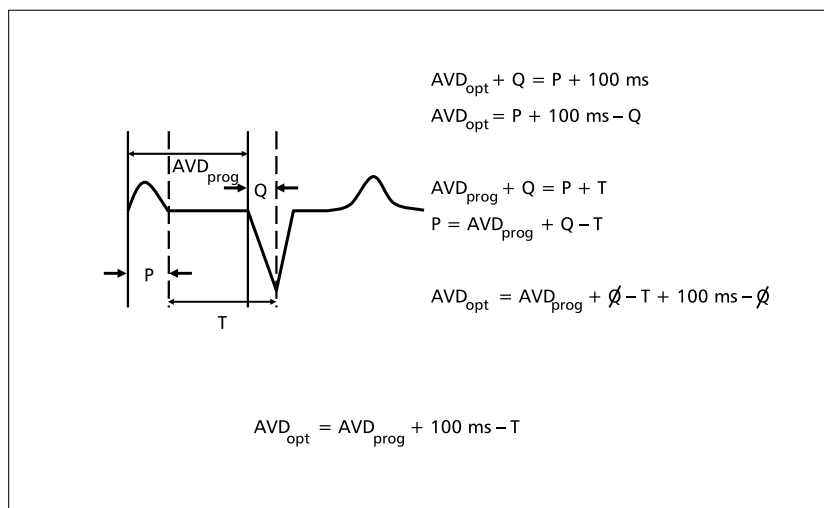 AVDopt + Q = P + 100 ms
AVDopt = P + 100 ms – Q
AVDprog
Q
AVDprog + Q = P + T
P = AVDprog + Q – T
P
T
AVDopt = AVDprog + Q – T + 100 ms – Q
AVDopt = AVDprog + 100 ms – T